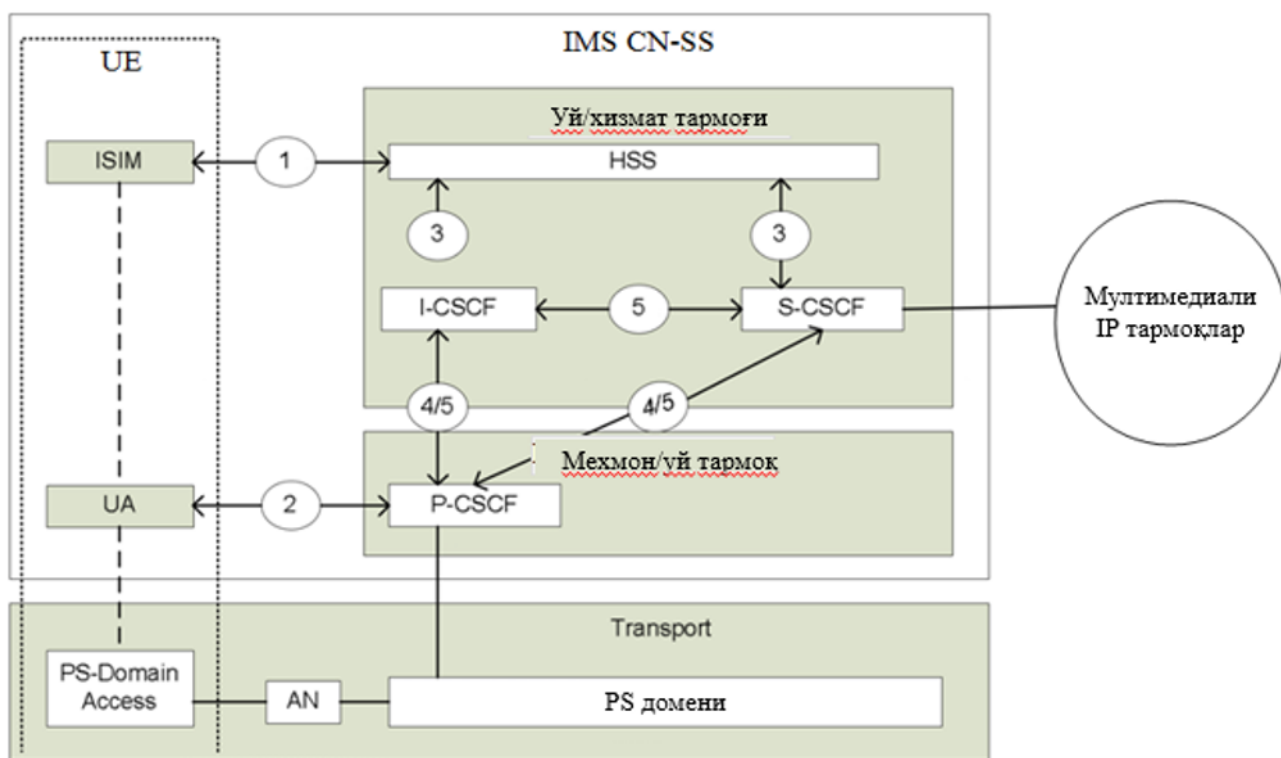 IMS CN-SS
UE
Уй/хизмат тармоғи
ISIM
1
HSS
3
3
I-CSCF
5
S-CSCF
Мултимедиали
IP тармоқлар
4/5
4/5
Мехмон/уй тармоқ
UA
2
P-CSCF
Transport
PS-Domain
Access
AN
PS домени